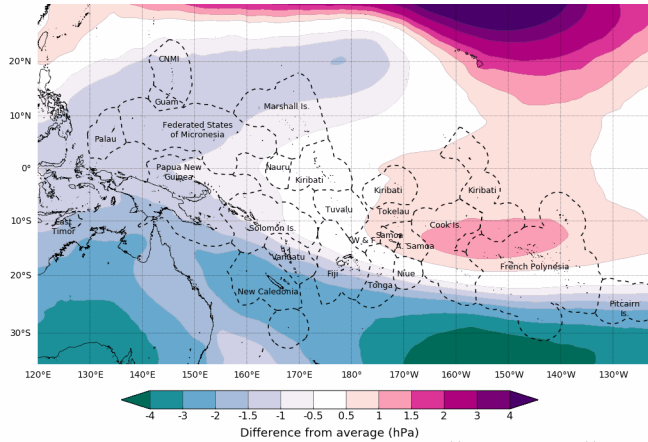 20°N
10°N
0°
10°S
20°S
30°S
CNMI
Guam
Marshall Is.
Federated States
of Micronesia
Palau
Papua New
Guinea
Nauru
Kiribati
Kiribati
Kiribati
Tuvalu
Tokelau
East
Timor
Solomon Is.
Cook Is.
W & F
Samoa
A. Samoa
Vanuatu
Fiji
Niue
French Polynesia
Tonga
New Caledonia
Pitcairn
Is.
120°E 130°E 140°E 150°E 160°E 170°E 180°W 170°W 160°W 150°W 140°W 130°W
-4 -3 -2 -1.5 -1 -0.5 0.5 1 1.5 2 3 4
Difference from average (hPa)